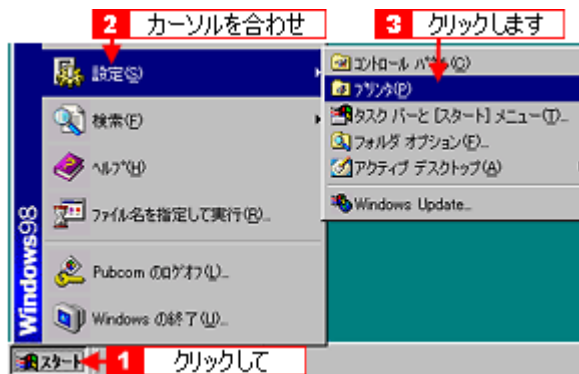 2 カーソルを合わせ
3 クリックします
設定(S)
検索(F)
ヘルプ(H)
ファイル名を指定して実行(R)...
Pubcom のログオフ(L)...
Windows の終了(U)...
Windows98
コントロール パネル(C)
プリンタ(P)
タスク バーと [スタート] メニュー(T)...
フォルダ オプション(F)...
アクティブ デスクトップ(A)
Windows Update...
スタート
1 クリックして